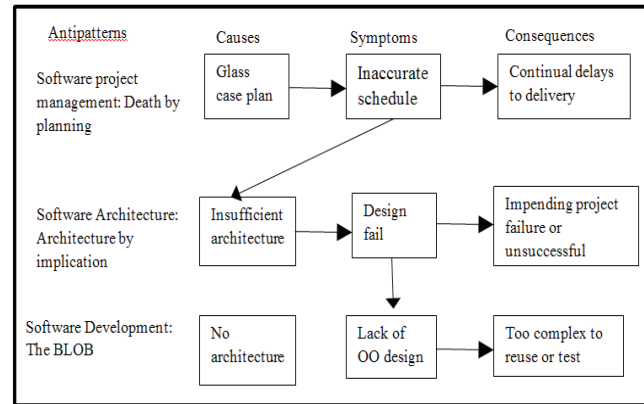 Antipatterns
Causes
Symptoms
Consequences
Software project
management: Death by
planning
Glass
case plan
Inaccurate
schedule
Continual delays
to delivery
Software Architecture:
Architecture by
implication
Insufficient
architecture
Design
fail
Impending project
failure or
unsuccessful
Software Development:
The BLOB
No
architecture
Lack of
OO design
Too complex to
reuse or test